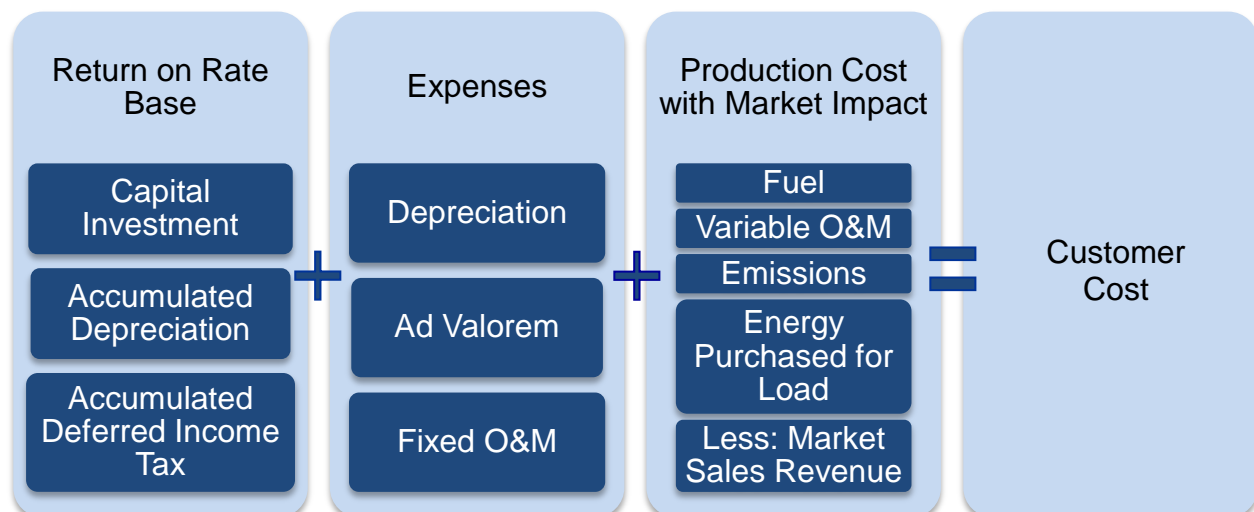 Return on Rate
Base
Capital
Investment
Accumulated
Depreciation
Accumulated
Deferred Income
Tax
+
Expenses
Depreciation
Ad Valorem
Fixed O&M
+
Production Cost
with Market Impact
Fuel
Variable O&M
Emissions
Energy
Purchased for
Load
Less: Market
Sales Revenue
=
Customer
Cost